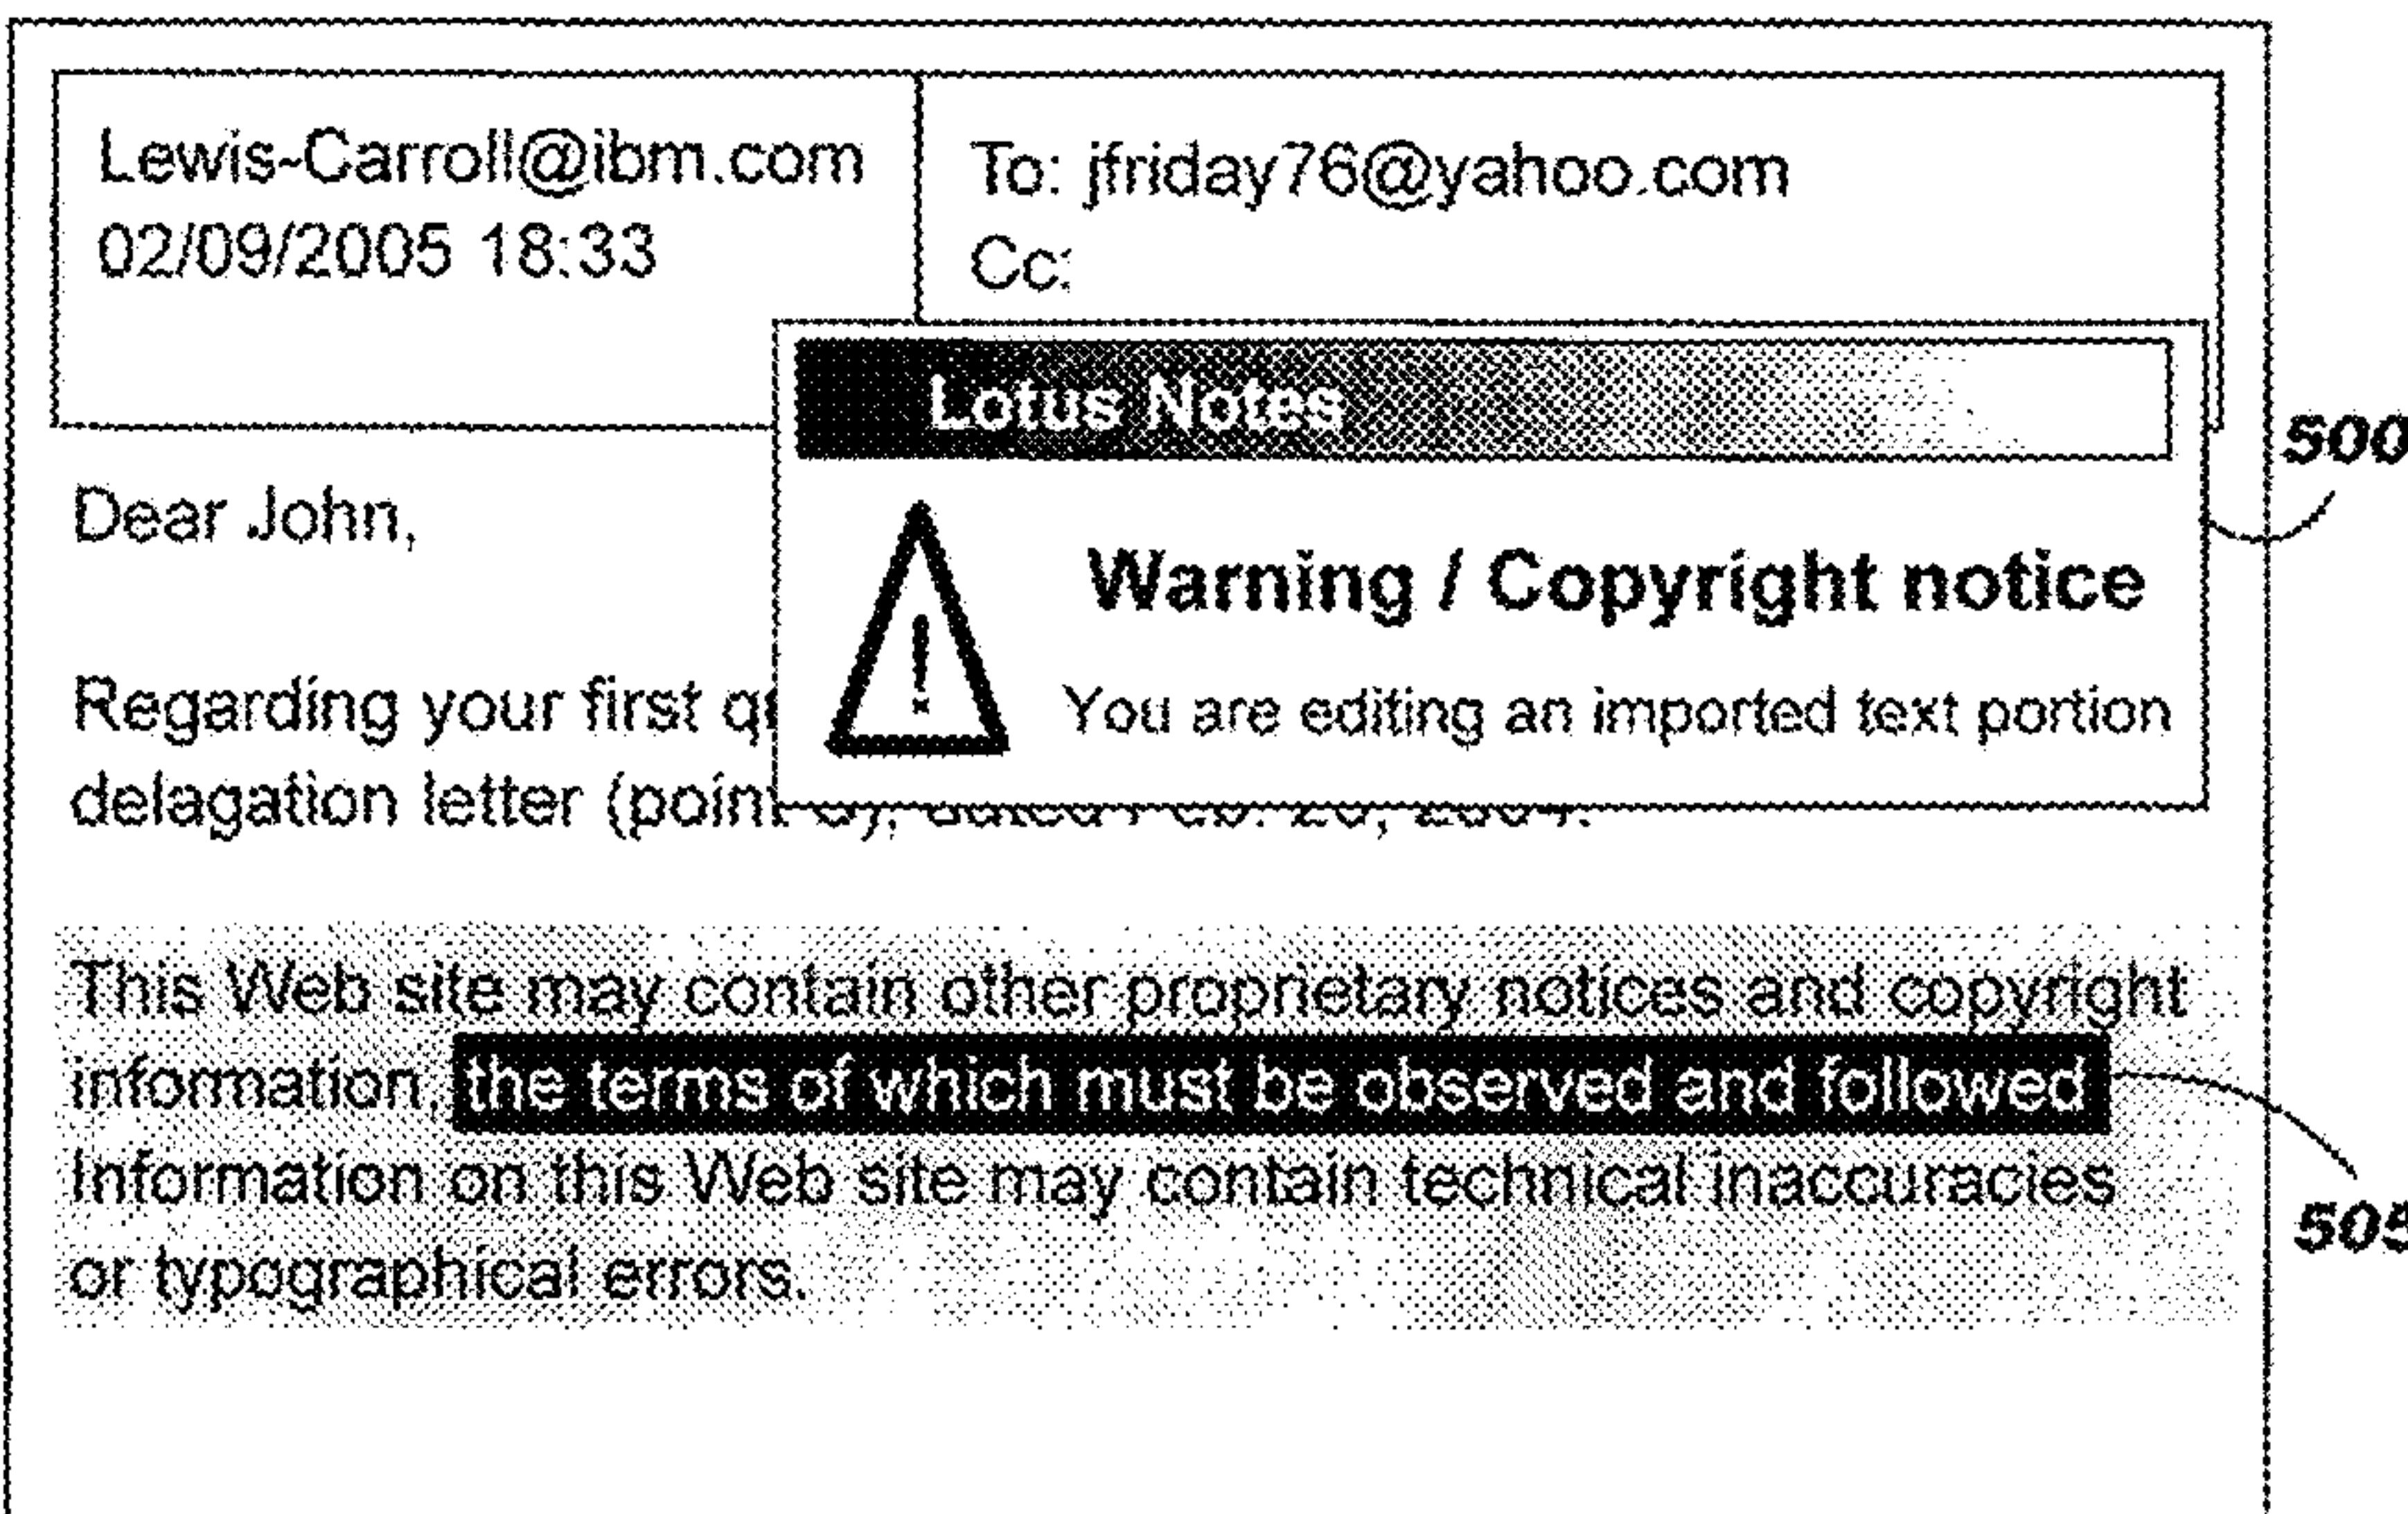 Lewis-Carroll@ibm.com
02/09/2005 18:33
To: jfriday76@yahoo.com
Cc:
Lotus Notes
500
Warning / Copyright notice
!
You are editing an imported text portion
Dear John,
Regarding your first
delagation letter (point
This Web site may contain other proprietary notices and copyright
information, the terms of which must be observed and followed
Information on this Web site may contain technical inaccuracies
or typographical errors.
505